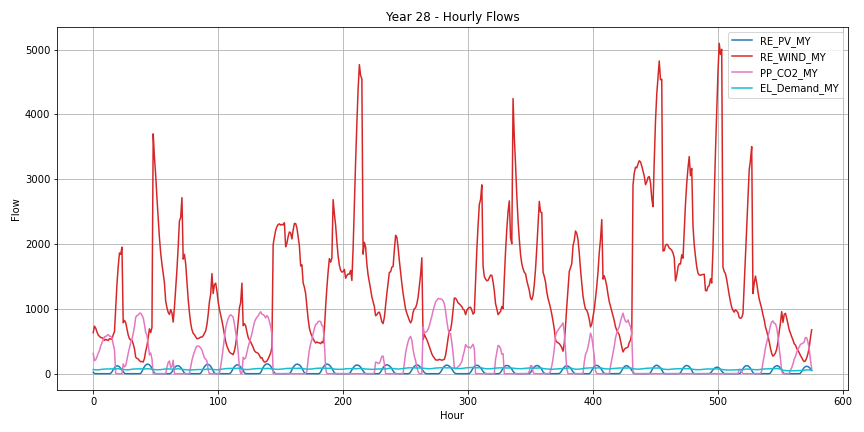 Year 28 - Hourly Flows
RE_PV_MY
RE_WIND_MY
PP_CO2_MY
EL_Demand_MY
5000
4000
3000
2000
1000
0
Flow
0 100 200 300 400 500 600
Hour